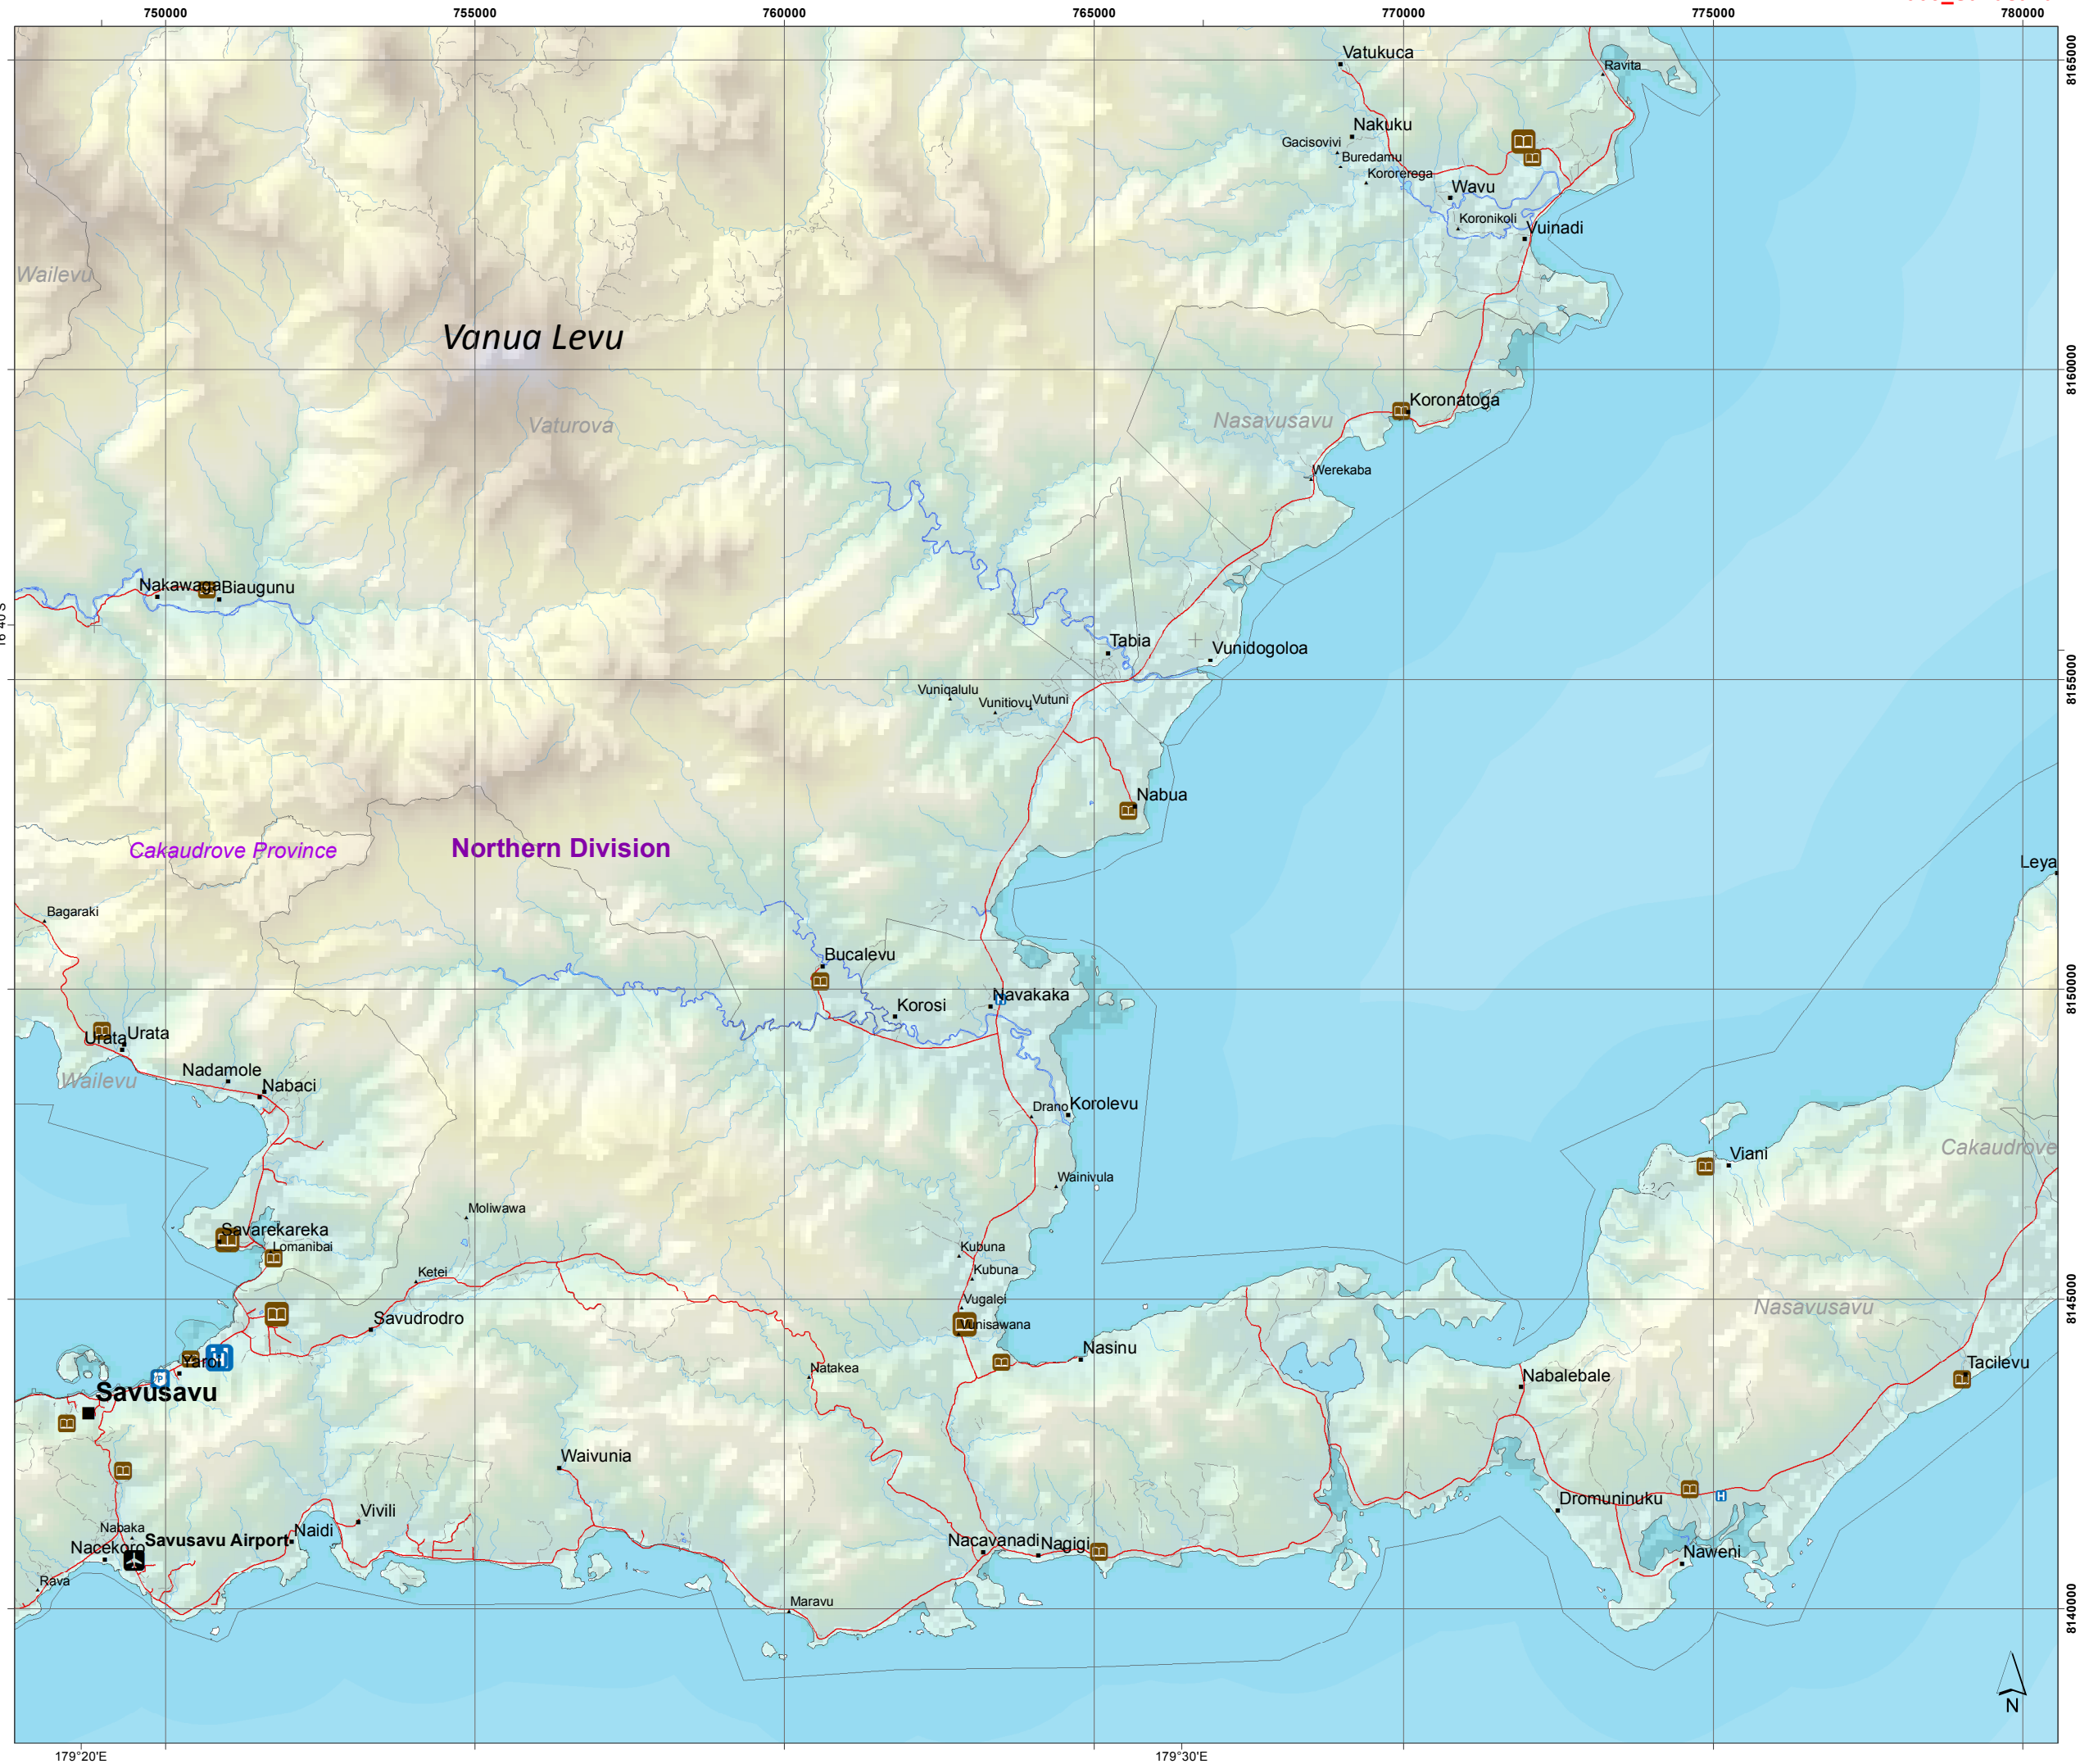 750000 755000 760000 765000 770000 775000 780000
Vatukuca
8165000
Ravita
Nakuku
Gacisovivi
Buredamu
Kororerega
Wavu
Koronikoli
Vuinadi
Wailevu
Vanua Levu
8160000
Koronatoga
Nasavusavu
Vaturova
Werekaba
Nakawaga
Biaugunu
Tabia
Vunidogoloa
8155000
Vuniqalulu
Vunitiovu
Vutuni
Nabua
Cakaudrove Province
Northern Division
Leya
Bagaraki
Bucalevu
Navakaka
H
Korosi
8150000
Urata
Urata
Wailevu
Nadamole
Nabaci
Drano
Korolevu
Viani
Cakaudrove
Wainivula
Moliwawa
Savarekareka
Lomanibai
Kubuna
Kubuna
Ketei
Vugalei
8145000
Nasavusavu
Savudrodro
Vunisawana
Nasinu
Yaroi
H
P
Natakea
Nabalebale
Tacilevu
Savusavu
Waivunia
Dromuninuku
H
Vivili
Nabaka
Naidi
Savusavu Airport
Nacekoro
Nacavanadi
Nagigi
Naweni
Rava
Maravu
8140000
N
179°20'E 179°30'E